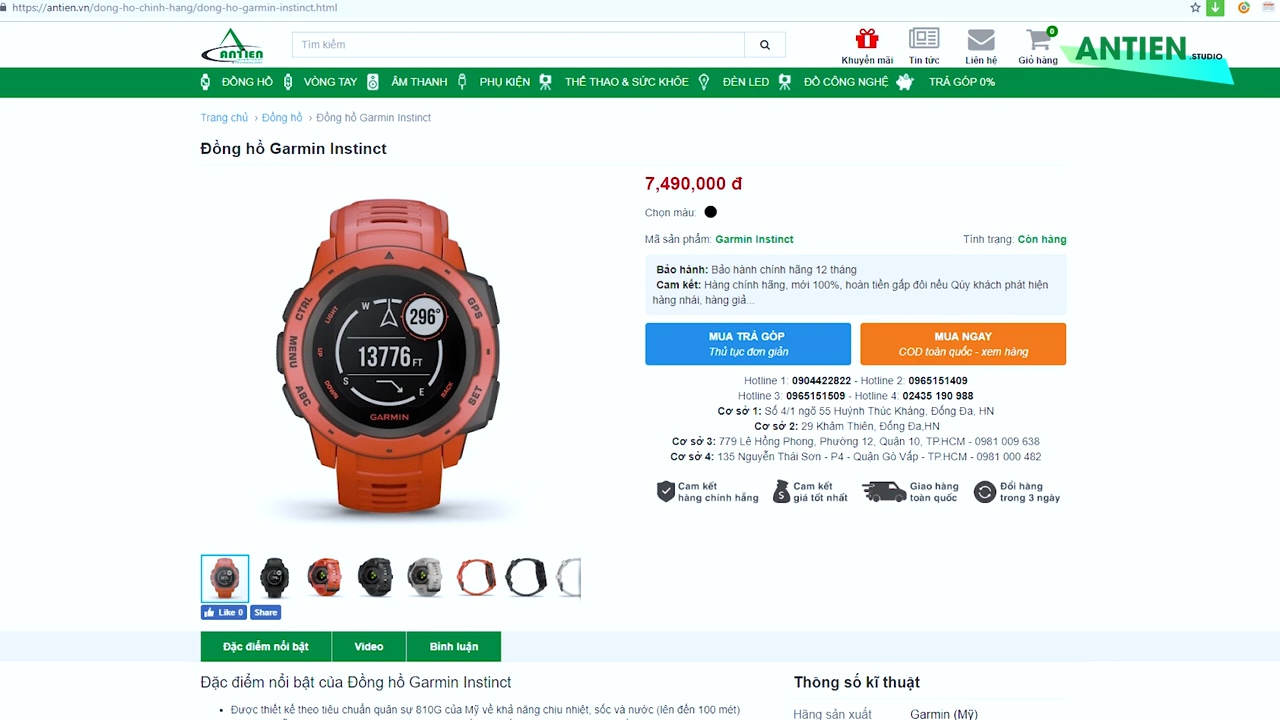 https://antien.vn/dong-ho-chinh-hang/dong-ho-garmin-instinct.html
ANTIEN
Tìm kiếm
Khuyến mãi
Tin tức
Liên hệ
0
Giỏ hàng
ANTIEN.STUDIO
ĐỒNG HỒ
VÒNG TAY
ÂM THANH
PHỤ KIỆN
THỂ THAO & SỨC KHỎE
ĐÈN LED
ĐỒ CÔNG NGHỆ
TRẢ GÓP 0%
Trang chủ › Đồng hồ › Đồng hồ Garmin Instinct
Đồng hồ Garmin Instinct
7,490,000 đ
Chọn màu:
Mã sản phẩm: Garmin Instinct
Tình trạng: Còn hàng
Bảo hành: Bảo hành chính hãng 12 tháng
Cam kết: Hàng chính hãng, mới 100%, hoàn tiền gấp đôi nếu Qúy khách phát hiện
hàng nhái, hàng giả...
MUA TRẢ GÓP
Thủ tục đơn giản
MUA NGAY
COD toàn quốc - xem hàng
Hotline 1: 0904422822 - Hotline 2: 0965151409
Hotline 3: 0965151509 - Hotline 4: 02435 190 988
Cơ sở 1: Số 4/1 ngõ 55 Huỳnh Thúc Kháng, Đống Đa, HN
Cơ sở 2: 29 Khâm Thiên, Đống Đa,HN
Cơ sở 3: 779 Lê Hồng Phong, Phường 12, Quận 10, TP.HCM - 0981 009 638
Cơ sở 4: 135 Nguyễn Thái Sơn - P4 - Quận Gò Vấp - TP.HCM - 0981 000 482
Cam kết
hàng chính hãng
Cam kết
giá tốt nhất
Giao hàng
toàn quốc
Đổi hàng
trong 3 ngày
CTRL
LIGHT
GPS
MENU
UP
ABC
DOWN
BACK
SET
W
296°
13776 FT
S
E
GARMIN
Like 0
Share
Đặc điểm nổi bật
Video
Bình luận
Đặc điểm nổi bật của Đồng hồ Garmin Instinct
• Được thiết kế theo tiêu chuẩn quân sự 810G của Mỹ về khả năng chịu nhiệt, sốc và nước (lên đến 100 mét)
Thông số kĩ thuật
Hãng sản xuất
Garmin (Mỹ)